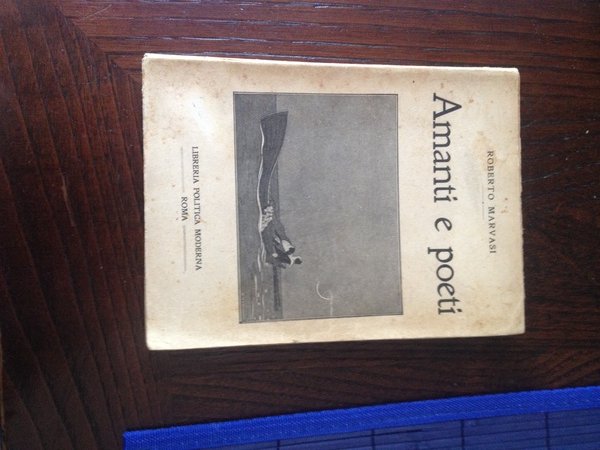 ROBERTO MARVASI
Amanti e poeti
LIBRERIA POLITICA MODERNA
ROMA